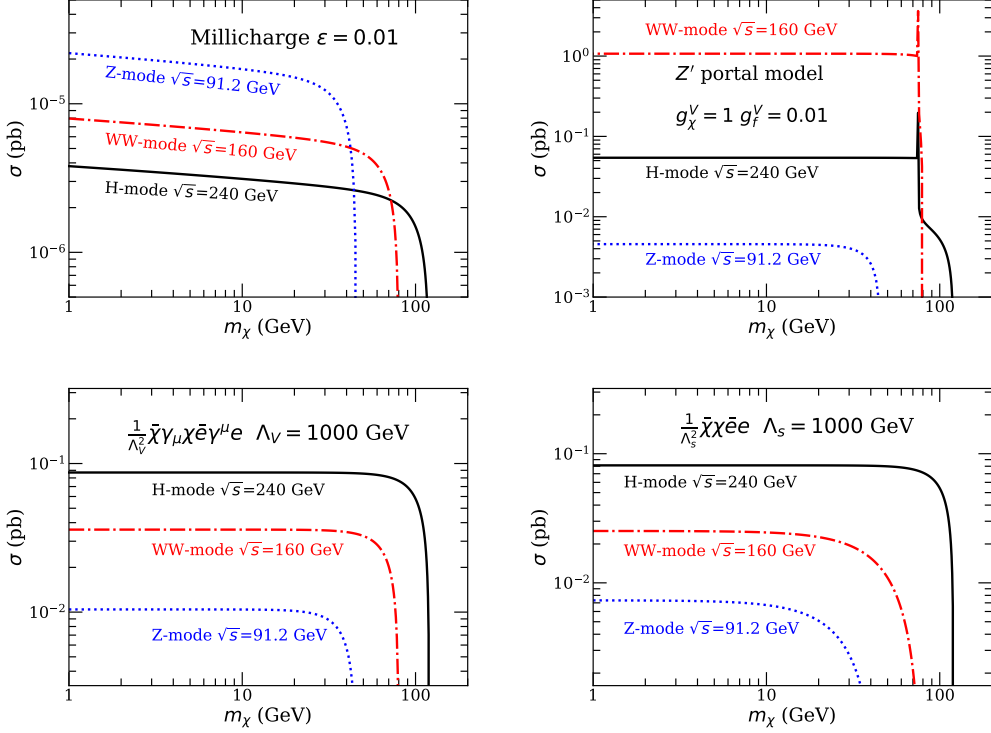 Millicharge ε = 0.01
Z-mode √s=91.2 GeV
WW-mode √s=160 GeV
H-mode √s=240 GeV
σ (pb)
10⁻⁵
10⁻⁶
1
10
100
mχ (GeV)
WW-mode √s=160 GeV
Z′ portal model
g_χ^V = 1 g_f^V = 0.01
H-mode √s=240 GeV
Z-mode √s=91.2 GeV
σ (pb)
10⁰
10⁻¹
10⁻²
10⁻³
1
10
100
mχ (GeV)
1/Λ_V² χ̄γ_μχēγ^μe Λ_V = 1000 GeV
H-mode √s=240 GeV
WW-mode √s=160 GeV
Z-mode √s=91.2 GeV
σ (pb)
10⁻¹
10⁻²
1
10
100
mχ (GeV)
1/Λ_s² χ̄χēe Λ_s = 1000 GeV
H-mode √s=240 GeV
WW-mode √s=160 GeV
Z-mode √s=91.2 GeV
σ (pb)
10⁻¹
10⁻²
1
10
100
mχ (GeV)